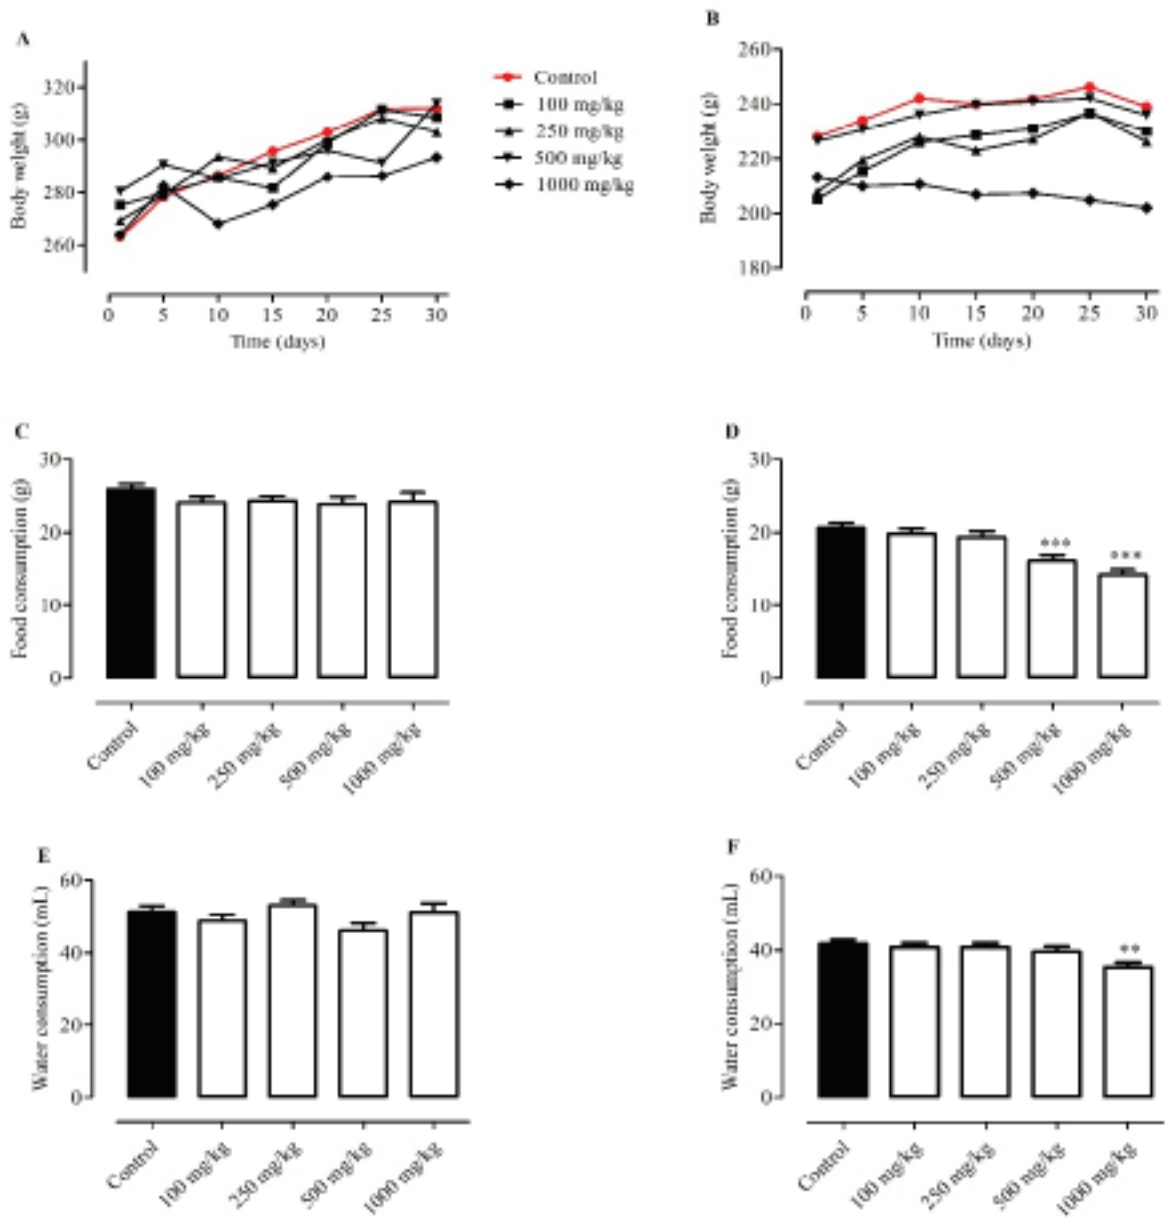 A
Body weight (g)
320
300
280
260
0 5 10 15 20 25 30
Time (days)
Control
100 mg/kg
250 mg/kg
500 mg/kg
1000 mg/kg
B
Body weight (g)
260
240
220
200
180
0 5 10 15 20 25 30
Time (days)
C
Food consumption (g)
30
20
10
0
Control
100 mg/kg
250 mg/kg
500 mg/kg
1000 mg/kg
D
Food consumption (g)
30
20
10
0
***
***
Control
100 mg/kg
250 mg/kg
500 mg/kg
1000 mg/kg
E
Water consumption (mL)
60
40
20
0
Control
100 mg/kg
250 mg/kg
500 mg/kg
1000 mg/kg
F
Water consumption (mL)
60
40
20
0
**
Control
100 mg/kg
250 mg/kg
500 mg/kg
1000 mg/kg